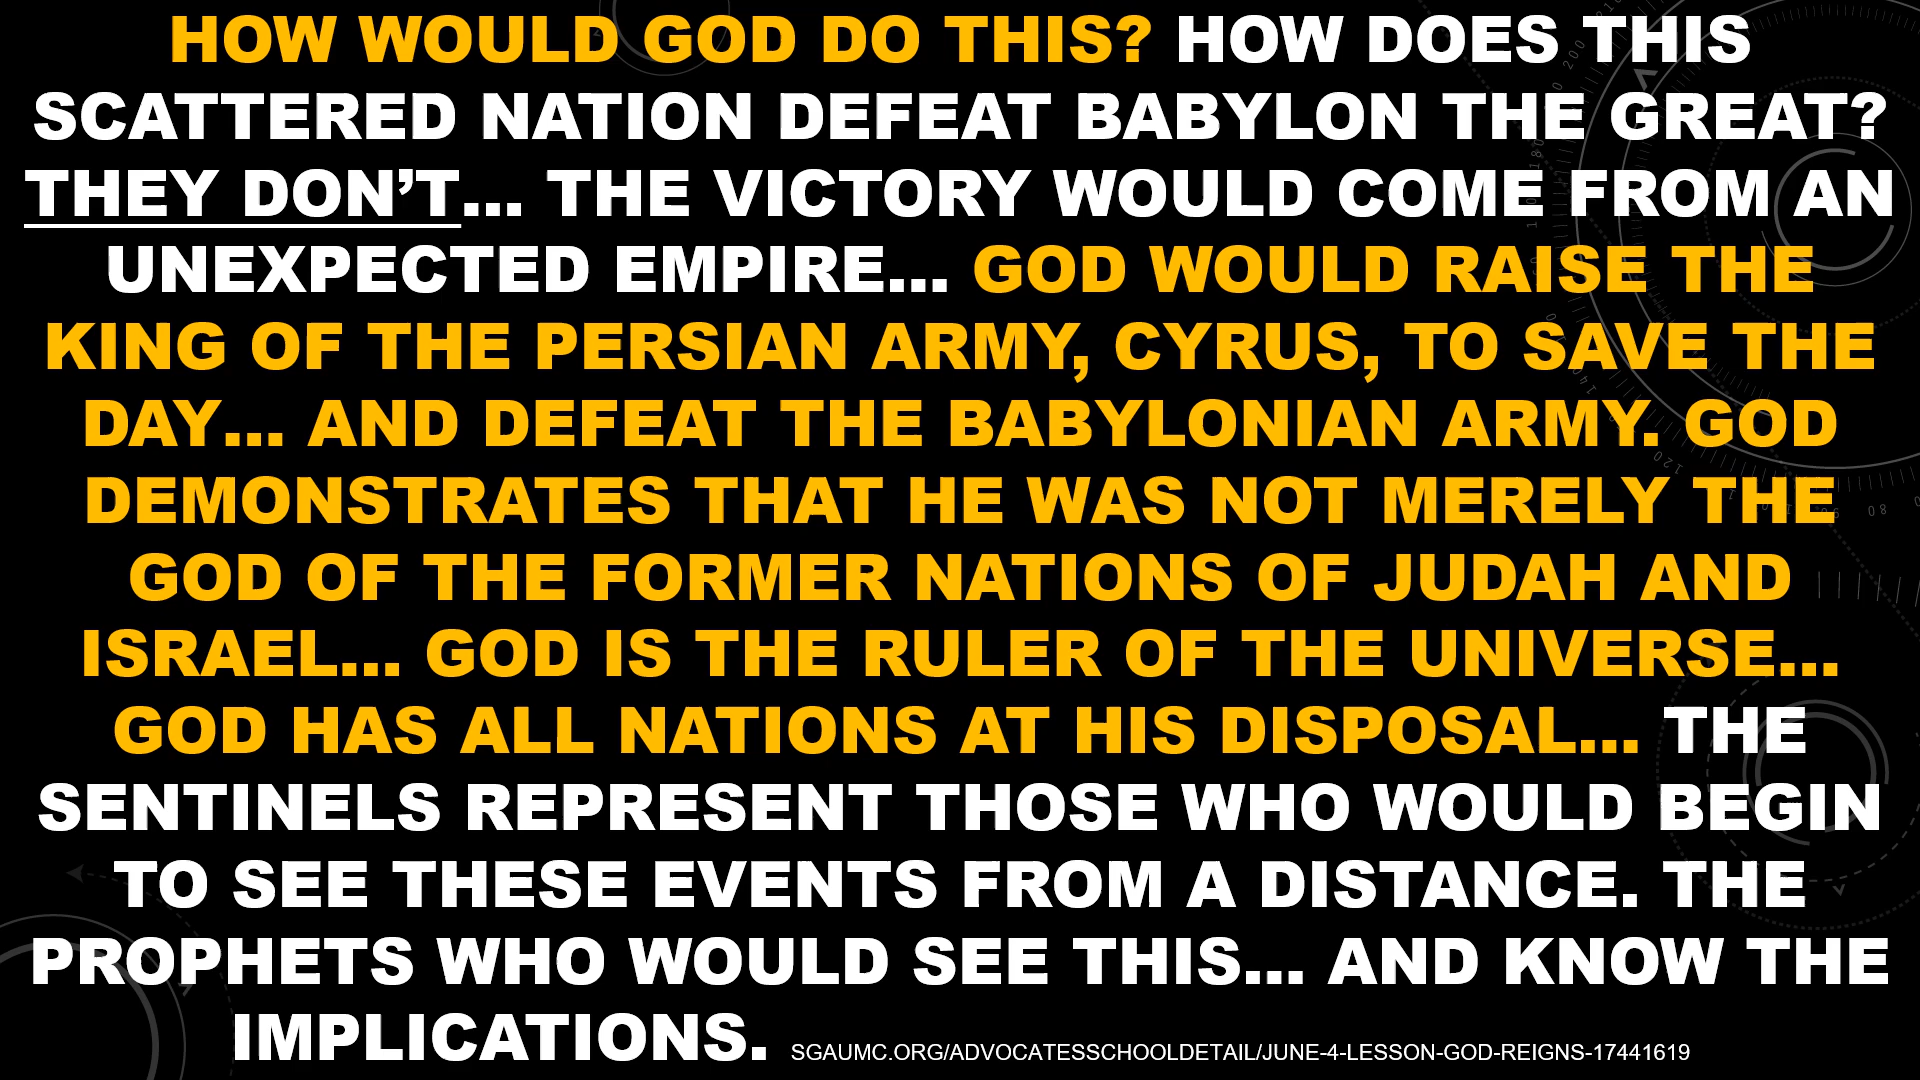 HOW WOULD GOD DO THIS? HOW DOES THIS
SCATTERED NATION DEFEAT BABYLON THE GREAT?
THEY DON’T… THE VICTORY WOULD COME FROM AN
UNEXPECTED EMPIRE… GOD WOULD RAISE THE
KING OF THE PERSIAN ARMY, CYRUS, TO SAVE THE
DAY… AND DEFEAT THE BABYLONIAN ARMY. GOD
DEMONSTRATES THAT HE WAS NOT MERELY THE
GOD OF THE FORMER NATIONS OF JUDAH AND
ISRAEL… GOD IS THE RULER OF THE UNIVERSE…
GOD HAS ALL NATIONS AT HIS DISPOSAL… THE
SENTINELS REPRESENT THOSE WHO WOULD BEGIN
TO SEE THESE EVENTS FROM A DISTANCE. THE
PROPHETS WHO WOULD SEE THIS… AND KNOW THE
IMPLICATIONS. SGAUMC.ORG/ADVOCATESSCHOOLDETAIL/JUNE-4-LESSON-GOD-REIGNS-17441619